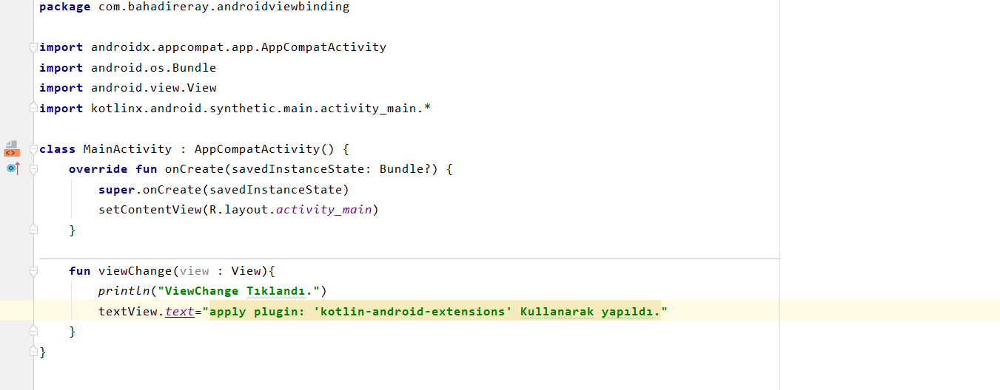 package com.bahadireray.androidviewbinding
import androidx.appcompat.app.AppCompatActivity
import android.os.Bundle
import android.view.View
import kotlinx.android.synthetic.main.activity_main.*
class MainActivity : AppCompatActivity() {
override fun onCreate(savedInstanceState: Bundle?) {
super.onCreate(savedInstanceState)
setContentView(R.layout.activity_main)
}
fun viewChange(view : View){
println("ViewChange Tıklandı.")
textView.text="apply plugin: 'kotlin-android-extensions' Kullanarak yapıldı."
}
}